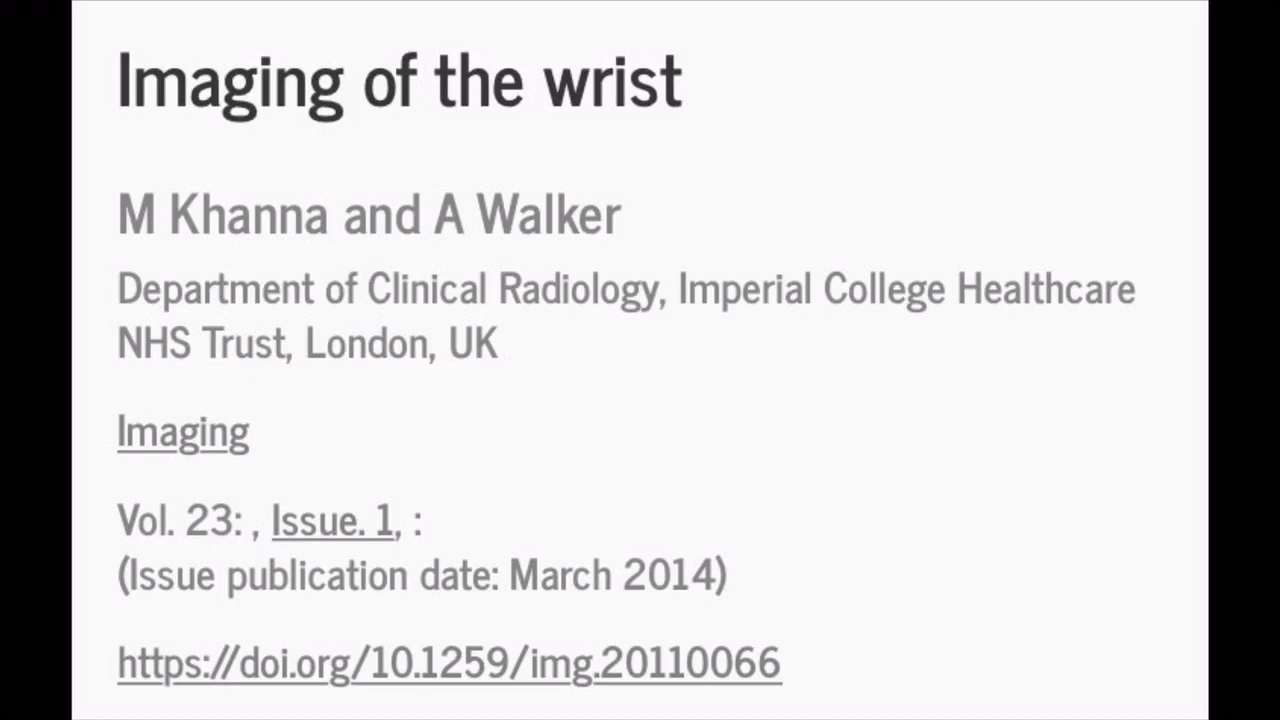 Imaging of the wrist
M Khanna and A Walker
Department of Clinical Radiology, Imperial College Healthcare
NHS Trust, London, UK
Imaging
Vol. 23: , Issue. 1, :
(Issue publication date: March 2014)
https://doi.org/10.1259/img.20110066